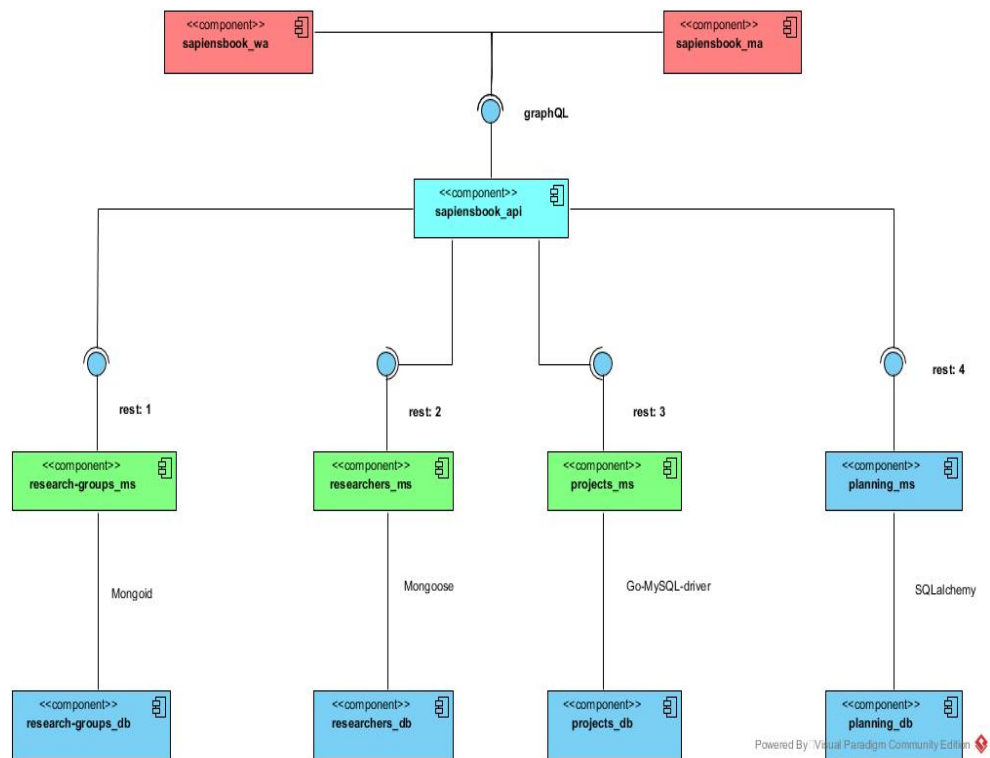 <<component>>
sapiensbook_wa
<<component>>
sapiensbook_ma
graphQL
<<component>>
sapiensbook_api
rest: 1
rest: 2
rest: 3
rest: 4
<<component>>
research-groups_ms
<<component>>
researchers_ms
<<component>>
projects_ms
<<component>>
planning_ms
Mongoid
Mongoose
Go-MySQL-driver
SQLalchemy
<<component>>
research-groups_db
<<component>>
researchers_db
<<component>>
projects_db
<<component>>
planning_db
Powered By Visual Paradigm Community Edition